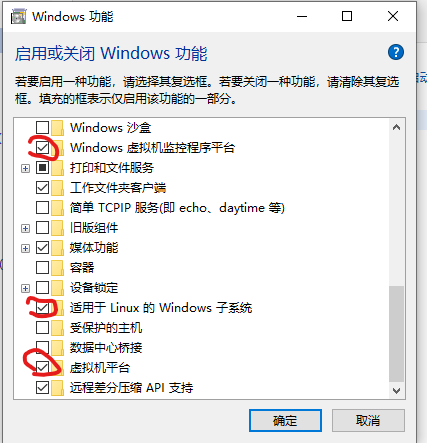 Windows 功能
启用或关闭 Windows 功能
若要启用一种功能，请选择其复选框。若要关闭一种功能，请清除其复选
框。填充的框表示仅启用该功能的一部分。
Windows 沙盒
Windows 虚拟机监控程序平台
打印和文件服务
工作文件夹客户端
简单 TCPIP 服务(即 echo、daytime 等)
旧版组件
媒体功能
容器
设备锁定
适用于 Linux 的 Windows 子系统
受保护的主机
数据中心桥接
虚拟机平台
远程差分压缩 API 支持
确定
取消